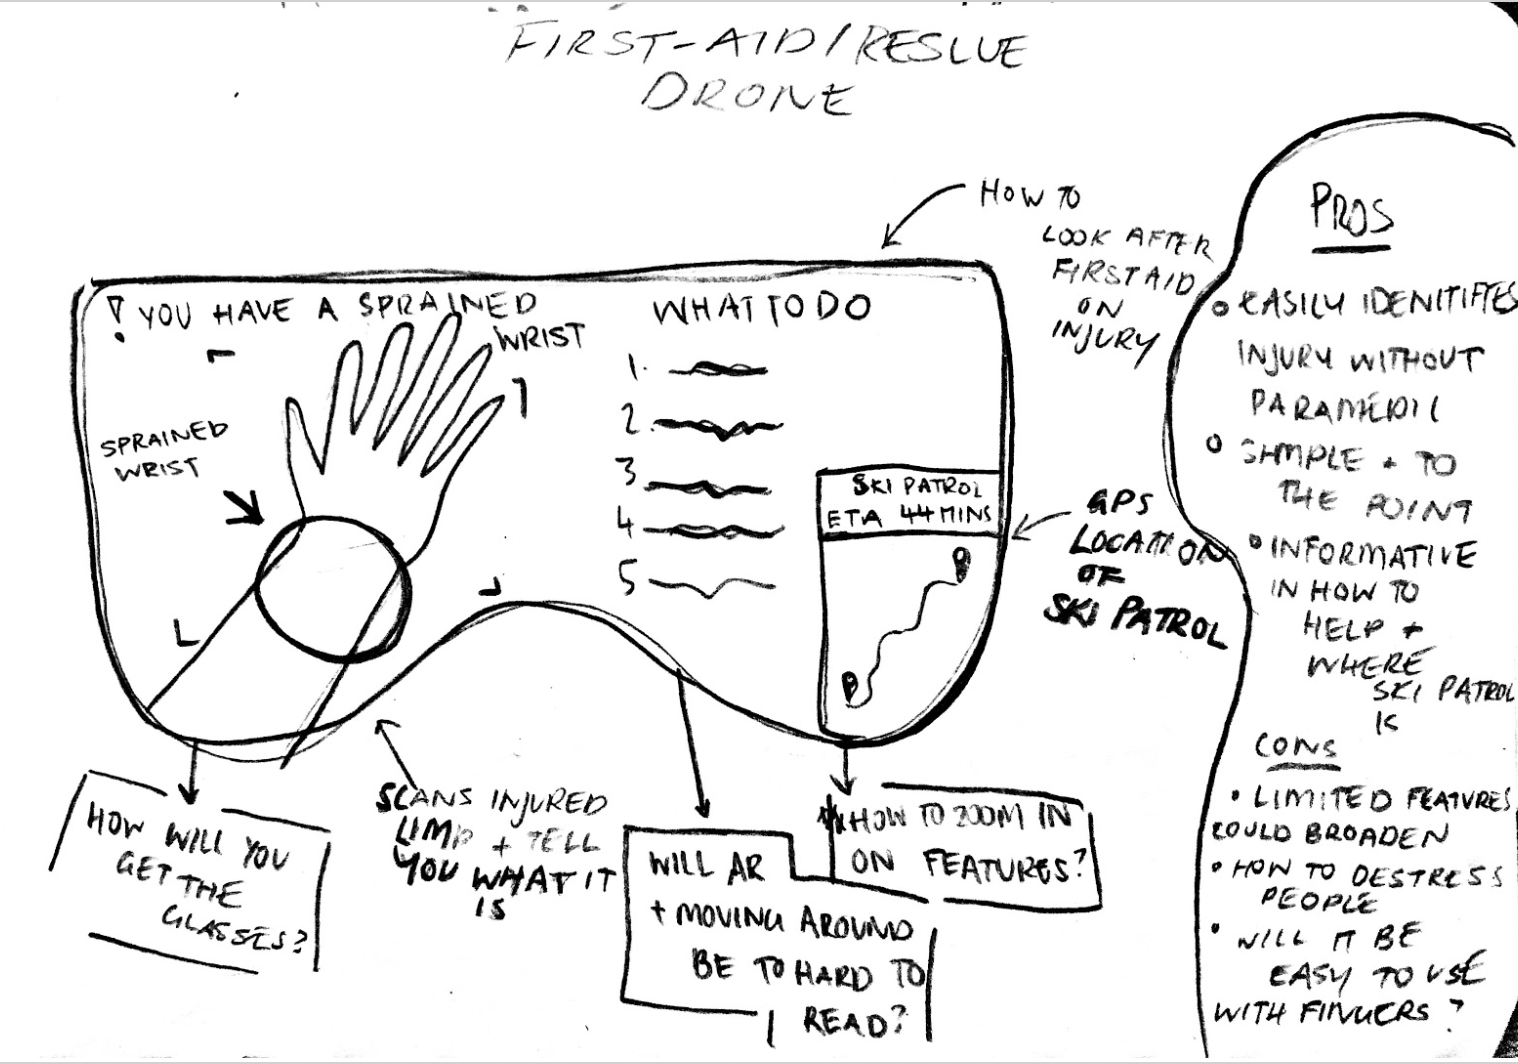 FIRST-AID/RESCUE
DRONE
HOW TO
LOOK AFTER
FIRST AID
ON
INJURY
! YOU HAVE A SPRAINED
WRIST
SPRAINED
WRIST
WHAT TO DO
1.
2.
3
4
5
SKI PATROL
ETA 44 MINS
GPS
LOCATION
OF
SKI PATROL
HOW WILL YOU
GET THE
GLASSES?
SCANS INJURED
LIMP + TELL
YOU WHAT IT
IS
WILL AR
+ MOVING AROUND
BE TO HARD TO
READ?
HOW TO ZOOM IN
ON FEATURES?
PROS
EASILY IDENITIFIES
INJURY WITHOUT
PARAMEDIC
SIMPLE + TO
THE POINT
INFORMATIVE
IN HOW TO
HELP +
WHERE
SKI PATROL
IS
CONS
LIMITED FEATURES
COULD BROADEN
HOW TO DESTRESS
PEOPLE
WILL IT BE
EASY TO USE
WITH FINGERS?